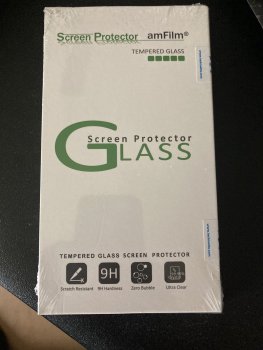 Screen Protector amFilm®
TEMPERED GLASS
Screen Protector
GLASS
TEMPERED GLASS SCREEN PROTECTOR
9H
Scratch Resistant 9H Hardness Zero Bubble Ultra Clear